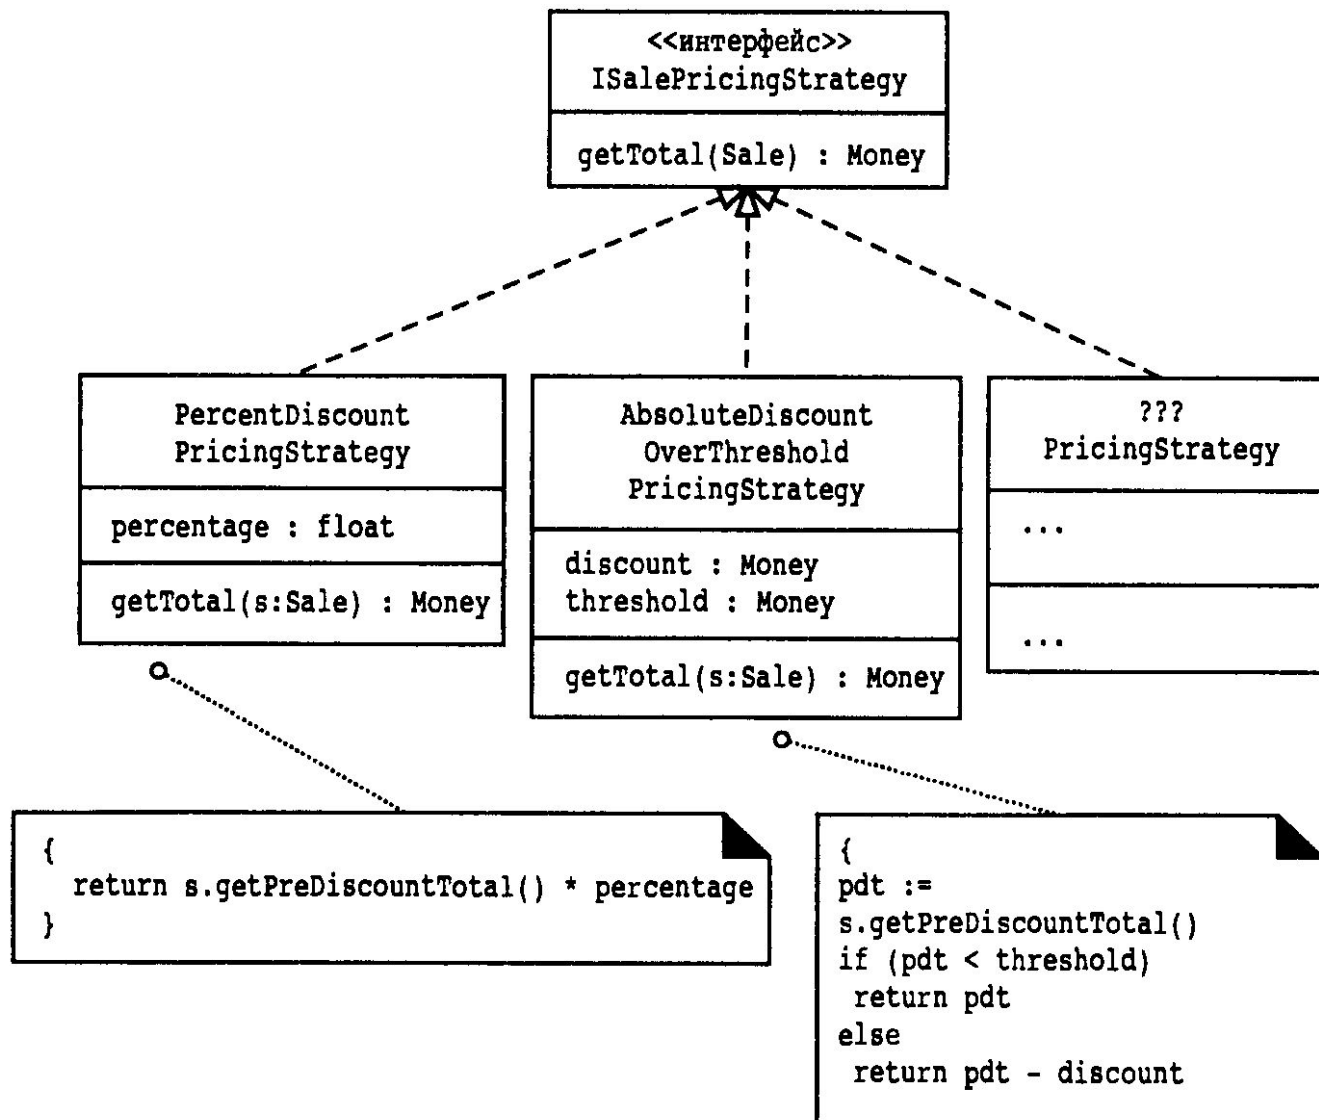 <<интерфейс>>
ISalePricingStrategy
getTotal(Sale) : Money
PercentDiscount
PricingStrategy
percentage : float
getTotal(s:Sale) : Money
AbsoluteDiscount
OverThreshold
PricingStrategy
discount : Money
threshold : Money
getTotal(s:Sale) : Money
???
PricingStrategy
...
...
{
return s.getPreDiscountTotal() * percentage
}
{
pdt :=
s.getPreDiscountTotal()
if (pdt < threshold)
return pdt
else
return pdt - discount